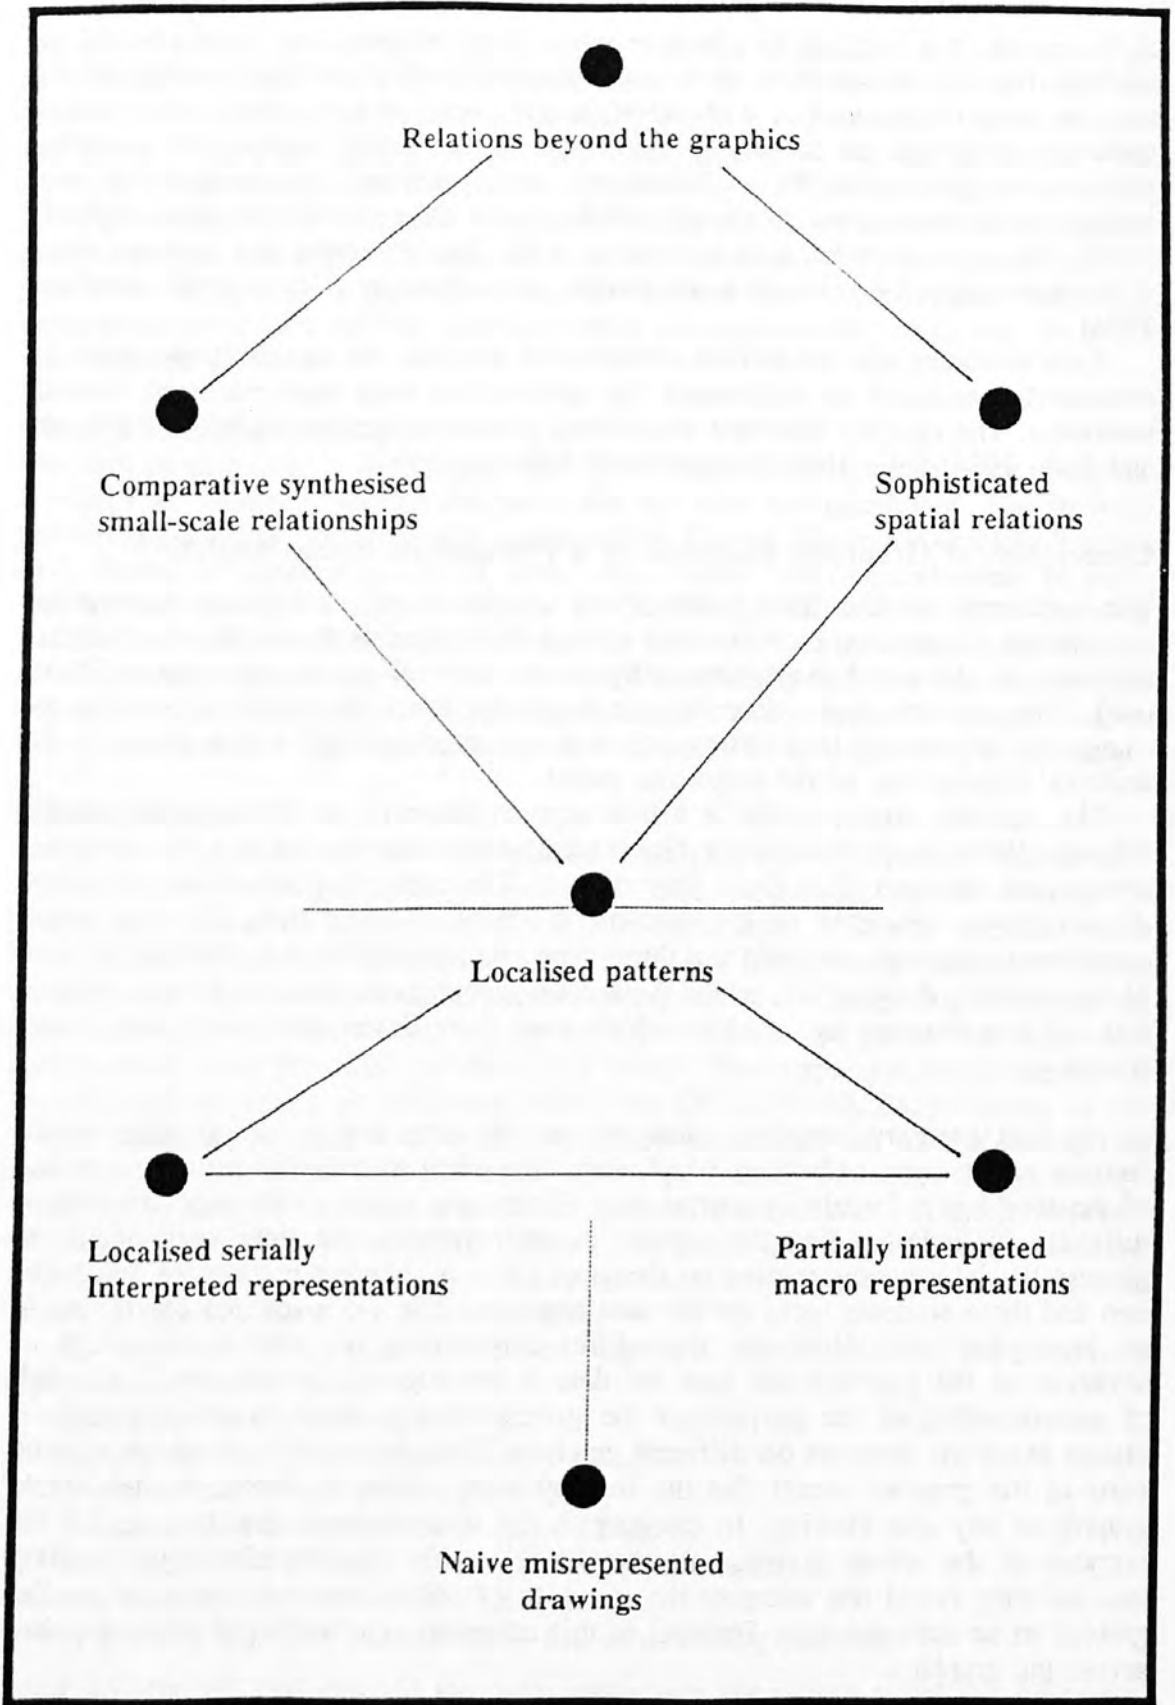 Relations beyond the graphics
Comparative synthesised
small-scale relationships
Sophisticated
spatial relations
Localised patterns
Localised serially
Interpreted representations
Partially interpreted
macro representations
Naive misrepresented
drawings